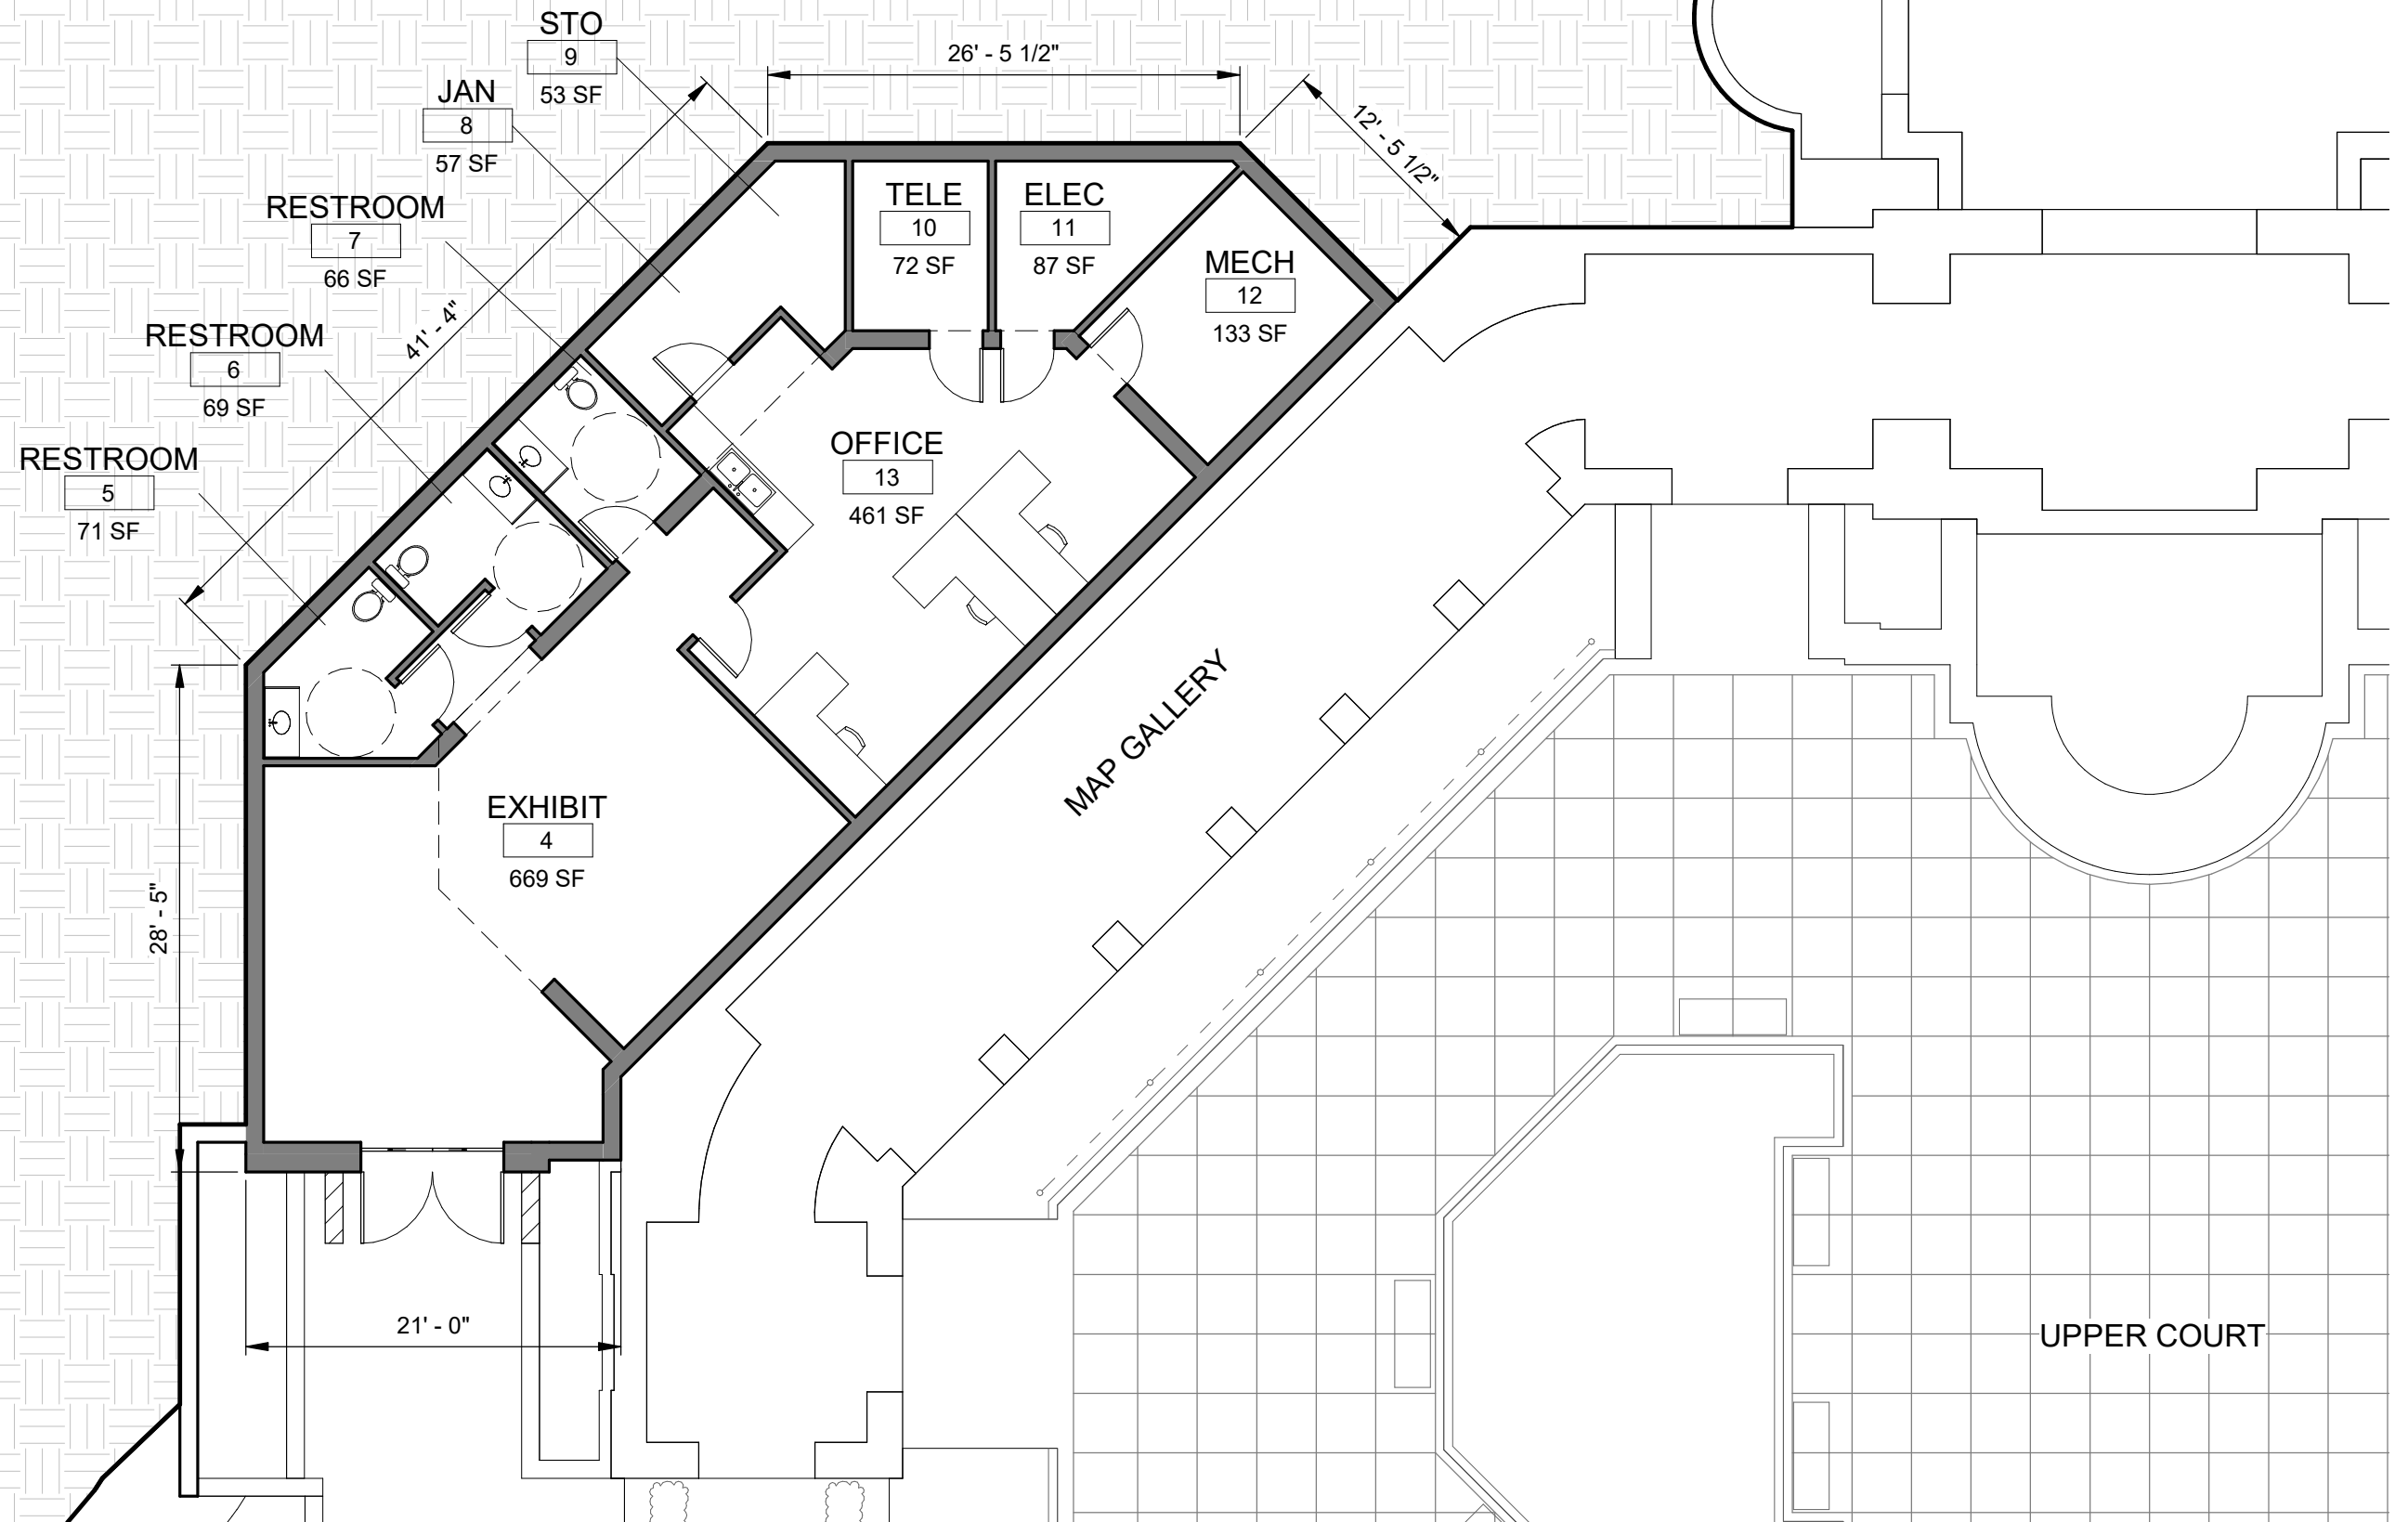 STO
9
53 SF
26' - 5 1/2"
JAN
8
57 SF
12' - 5 1/2"
RESTROOM
7
66 SF
TELE
10
72 SF
ELEC
11
87 SF
MECH
12
133 SF
41' - 4"
RESTROOM
6
69 SF
RESTROOM
5
71 SF
OFFICE
13
461 SF
MAP GALLERY
EXHIBIT
4
669 SF
28' - 5"
21' - 0"
UPPER COURT